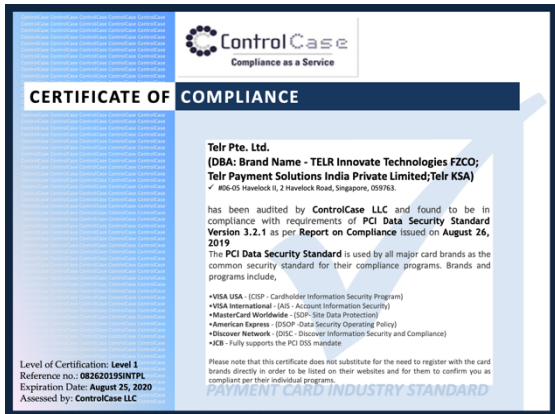 ControlCase
Compliance as a Service
CERTIFICATE OF COMPLIANCE
Telr Pte. Ltd.
(DBA: Brand Name - TELR Innovate Technologies FZCO;
Telr Payment Solutions India Private Limited;Telr KSA)
✓ #06-05 Havelock II, 2 Havelock Road, Singapore, 059763.
has been audited by ControlCase LLC and found to be in
compliance with requirements of PCI Data Security Standard
Version 3.2.1 as per Report on Compliance issued on August 26,
2019
The PCI Data Security Standard is used by all major card brands as the
common security standard for their compliance programs. Brands and
programs include,
•VISA USA - (CISP - Cardholder Information Security Program)
•VISA International - (AIS - Account Information Security)
•MasterCard Worldwide - (SDP- Site Data Protection)
•American Express - (DSOP -Data Security Operating Policy)
•Discover Network - (DISC - Discover Information Security and Compliance)
•JCB - Fully supports the PCI DSS mandate
Please note that this certificate does not substitute for the need to register with the card
brands directly in order to be listed on their websites and for them to confirm you as
compliant per their individual programs.
PAYMENT CARD INDUSTRY STANDARD
Level of Certification: Level 1
Reference no.: 08262019SINTPL
Expiration Date: August 25, 2020
Assessed by: ControlCase LLC